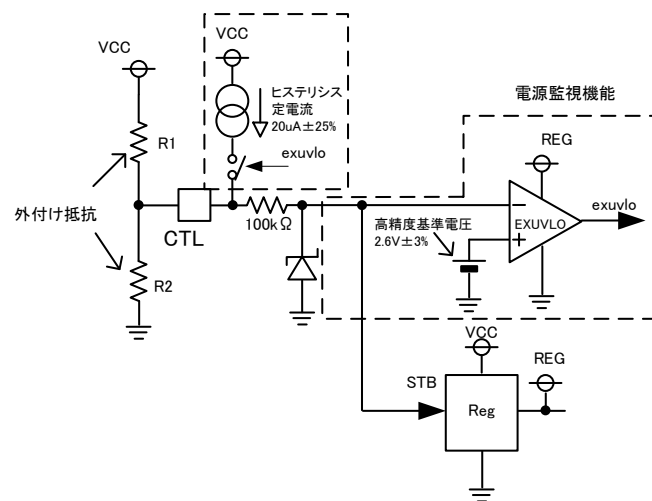 VCC
R1
外付け抵抗
R2
CTL
VCC
ヒステリシス
定電流
20uA±25%
exuvlo
100kΩ
電源監視機能
REG
高精度基準電圧
2.6V±3%
−
+
EXUVLO
exuvlo
VCC
STB
Reg
REG